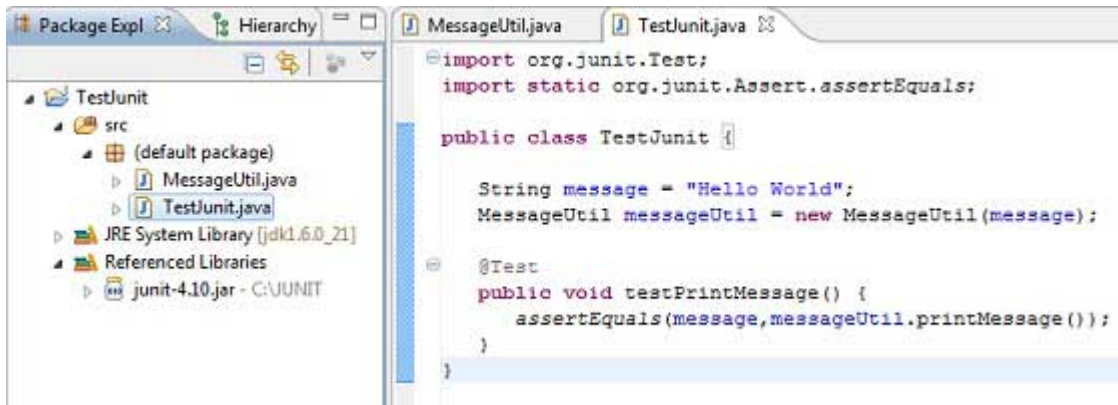 Package Expl
Hierarchy
TestJunit
src
(default package)
MessageUtil.java
TestJunit.java
JRE System Library [jdk1.6.0_21]
Referenced Libraries
junit-4.10.jar - C:\JUNIT
MessageUtil.java
TestJunit.java
import org.junit.Test;
import static org.junit.Assert.assertEquals;
public class TestJunit {
String message = "Hello World";
MessageUtil messageUtil = new MessageUtil(message);
@Test
public void testPrintMessage() {
assertEquals(message,messageUtil.printMessage());
}
}